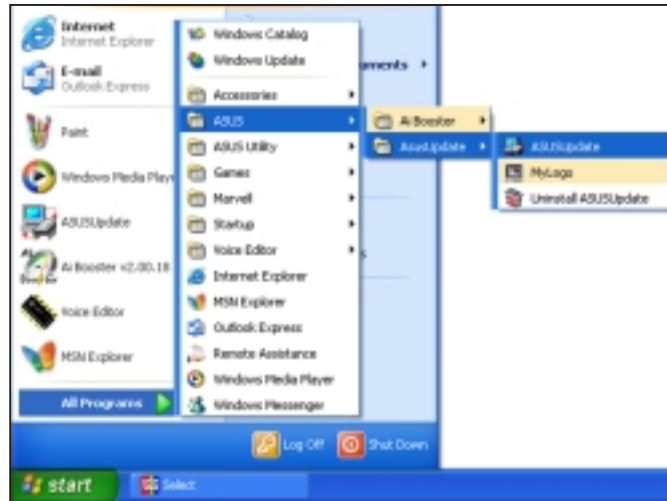 Internet
Internet Explorer
E-mail
Outlook Express
Paint
Windows Media Play
ASUSUpdate
Ai Booster v2.00.18
Voice Editor
MSN Explorer
All Programs
Windows Catalog
Windows Update
Accessories
ASUS
ASUS Utility
Games
Marvell
Startup
Voice Editor
Internet Explorer
MSN Explorer
Outlook Express
Remote Assistance
Windows Media Player
Windows Messenger
uments
Ai Booster
AsusUpdate
ASUSUpdate
MyLogo
Uninstall ASUSUpdate
Log Off
Shut Down
start
Select